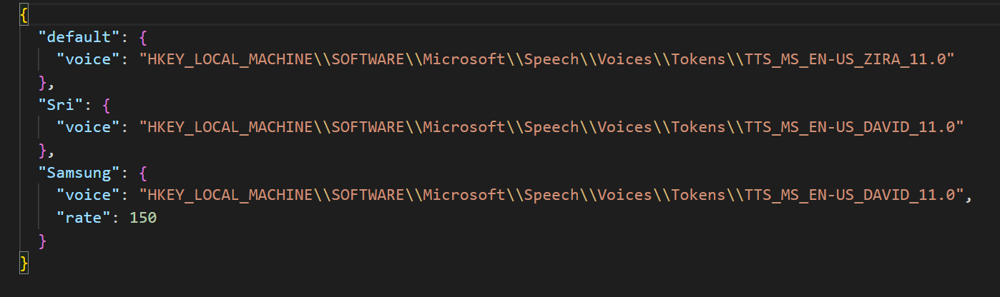 {
  "default": {
    "voice": "HKEY_LOCAL_MACHINE\\SOFTWARE\\Microsoft\\Speech\\Voices\\Tokens\\TTS_MS_EN-US_ZIRA_11.0"
  },
  "Sri": {
    "voice": "HKEY_LOCAL_MACHINE\\SOFTWARE\\Microsoft\\Speech\\Voices\\Tokens\\TTS_MS_EN-US_DAVID_11.0"
  },
  "Samsung": {
    "voice": "HKEY_LOCAL_MACHINE\\SOFTWARE\\Microsoft\\Speech\\Voices\\Tokens\\TTS_MS_EN-US_DAVID_11.0",
    "rate": 150
  }
}